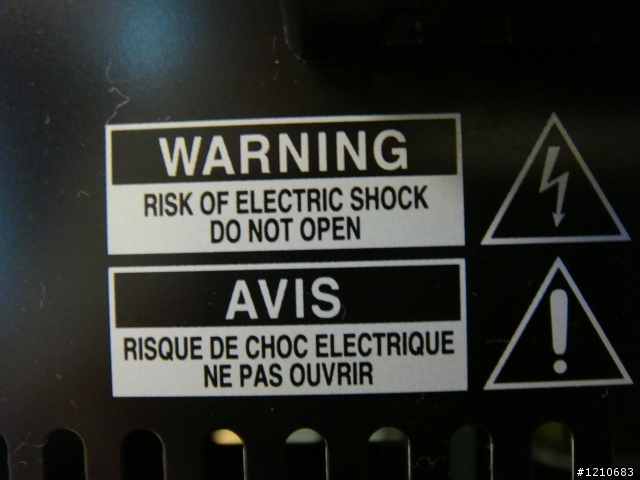 WARNING
RISK OF ELECTRIC SHOCK
DO NOT OPEN
AVIS
RISQUE DE CHOC ELECTRIQUE
NE PAS OUVRIR
#1210683